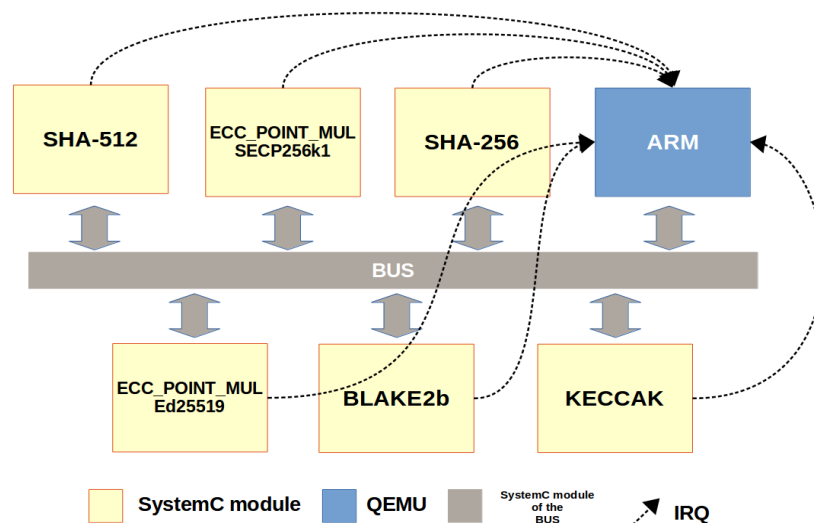 SHA-512
ECC_POINT_MUL
SECP256k1
SHA-256
ARM
BUS
ECC_POINT_MUL
Ed25519
BLAKE2b
KECCAK
SystemC module
QEMU
SystemC module
of the
BUS
IRQ